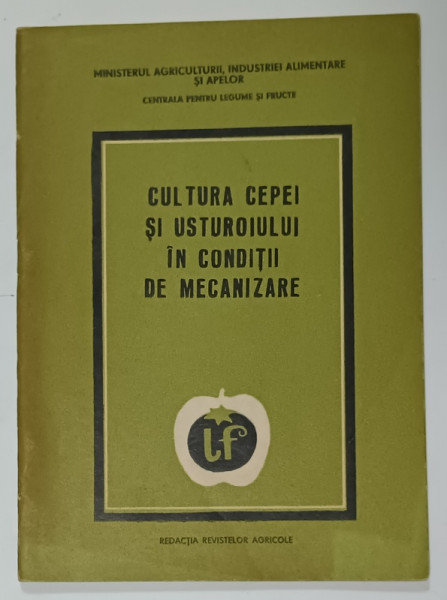 MINISTERUL AGRICULTURII, INDUSTRIEI ALIMENTARE
ȘI APELOR
CENTRALA PENTRU LEGUME ȘI FRUCTE
CULTURA CEPEI
ȘI USTUROIULUI
ÎN CONDIȚII
DE MECANIZARE
lf
REDACȚIA REVISTELOR AGRICOLE